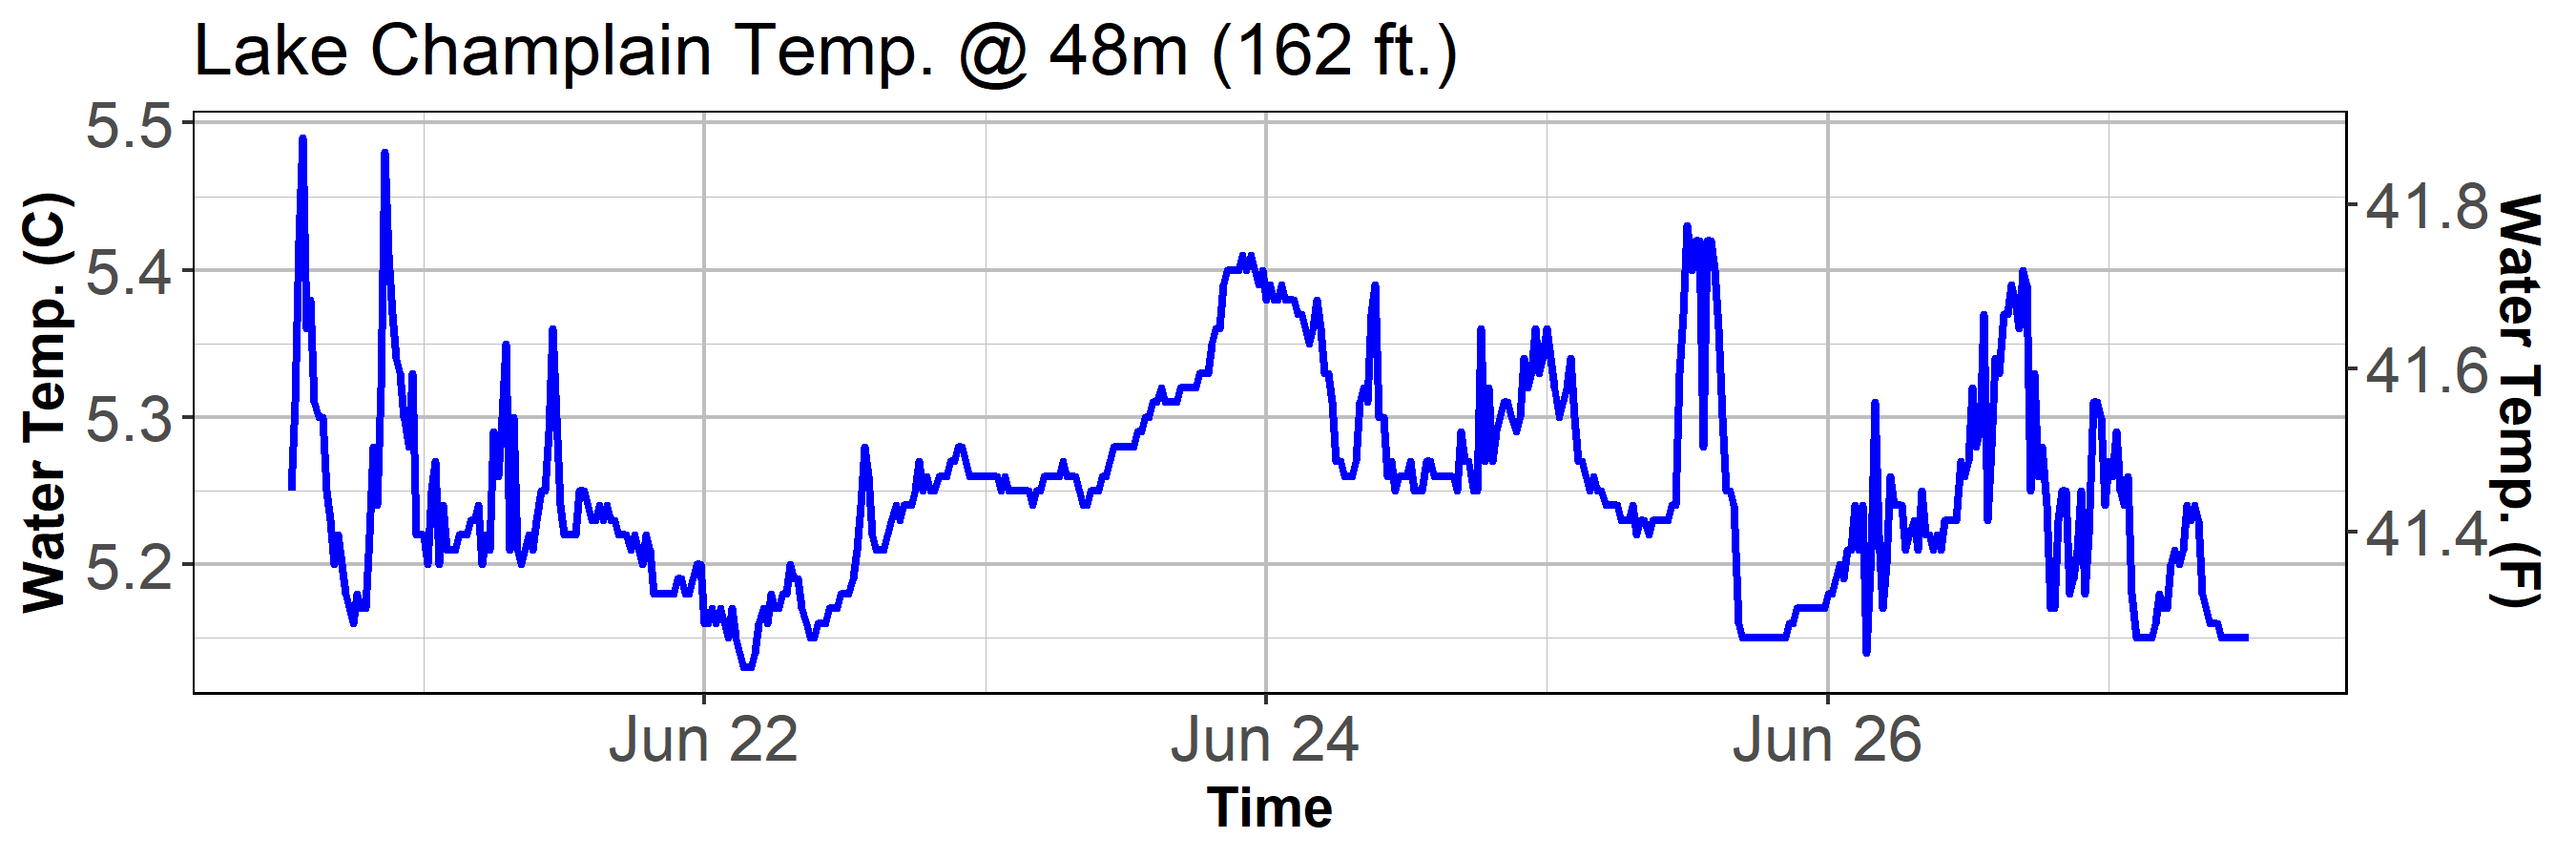 Lake Champlain Temp. @ 48m (162 ft.)
Water Temp. (C)
5.5
5.4
5.3
5.2
41.8
41.6
41.4
Water Temp. (F)
Jun 22 Jun 24 Jun 26
Time